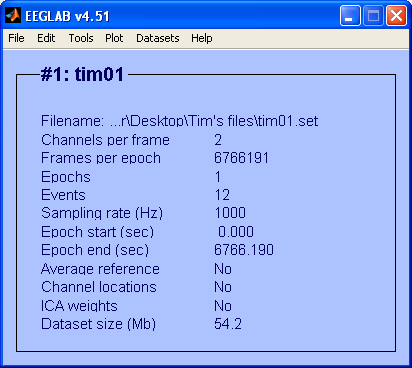 EEGLAB v4.51
File Edit Tools Plot Datasets Help
#1: tim01
Filename: ...r\Desktop\Tim's files\tim01.set
Channels per frame 2
Frames per epoch 6766191
Epochs 1
Events 12
Sampling rate (Hz) 1000
Epoch start (sec) 0.000
Epoch end (sec) 6766.190
Average reference No
Channel locations No
ICA weights No
Dataset size (Mb) 54.2